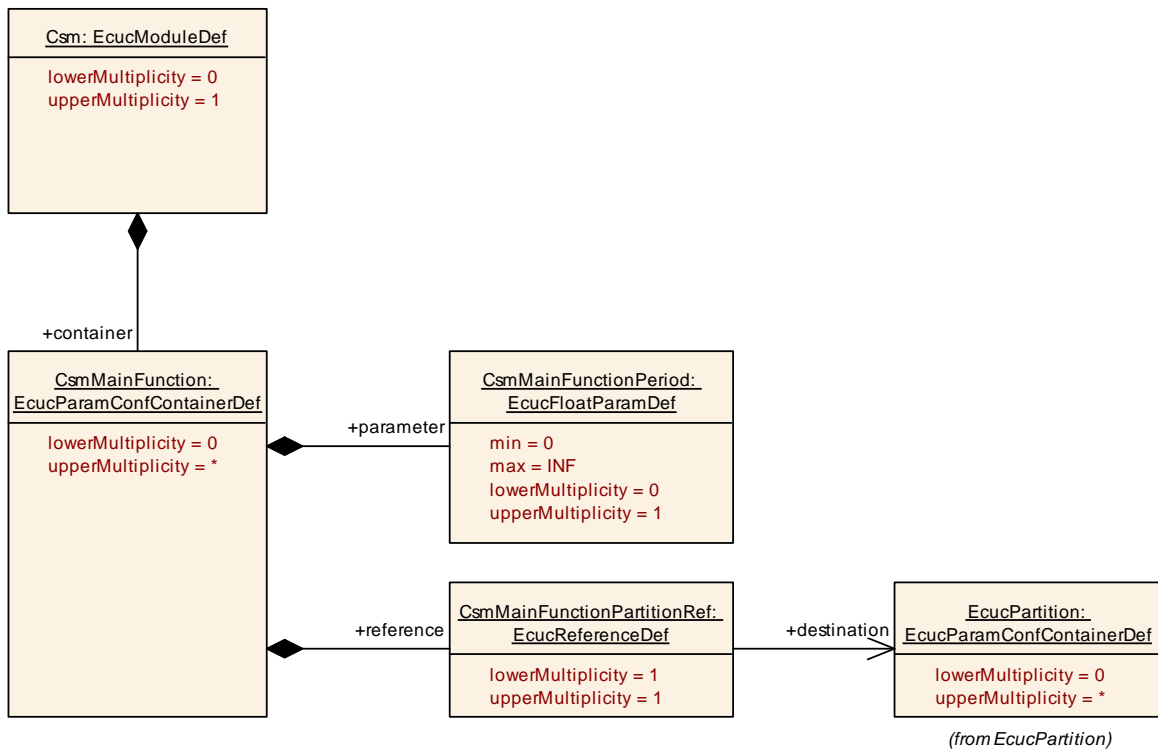 Csm: EcucModuleDef
lowerMultiplicity = 0
upperMultiplicity = 1
+container
CsmMainFunction:
EcucParamConfContainerDef
lowerMultiplicity = 0
upperMultiplicity = *
+parameter
CsmMainFunctionPeriod:
EcucFloatParamDef
min = 0
max = INF
lowerMultiplicity = 0
upperMultiplicity = 1
+reference
CsmMainFunctionPartitionRef:
EcucReferenceDef
lowerMultiplicity = 1
upperMultiplicity = 1
+destination
EcucPartition:
EcucParamConfContainerDef
lowerMultiplicity = 0
upperMultiplicity = *
(from EcucPartition)